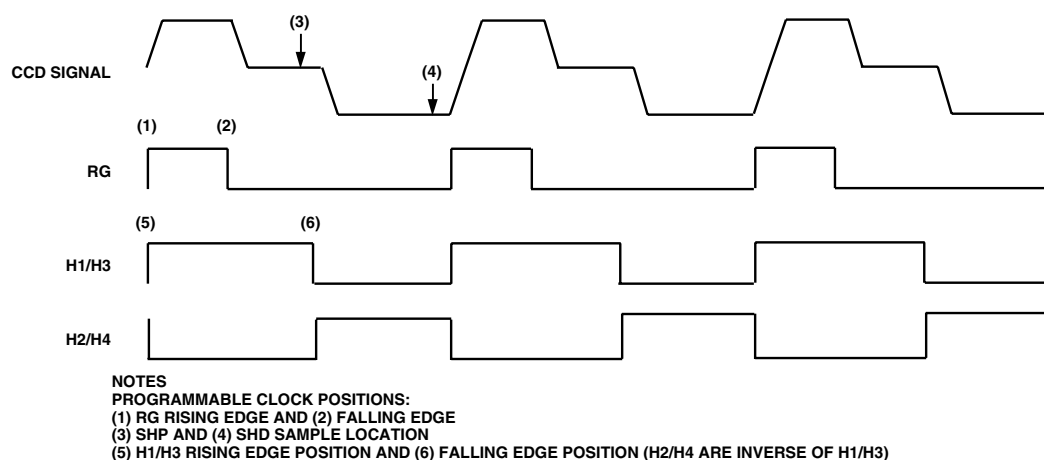 (3)
(4)
CCD SIGNAL
(1)
(2)
RG
(5)
(6)
H1/H3
H2/H4
NOTES
PROGRAMMABLE CLOCK POSITIONS:
(1) RG RISING EDGE AND (2) FALLING EDGE
(3) SHP AND (4) SHD SAMPLE LOCATION
(5) H1/H3 RISING EDGE POSITION AND (6) FALLING EDGE POSITION (H2/H4 ARE INVERSE OF H1/H3)